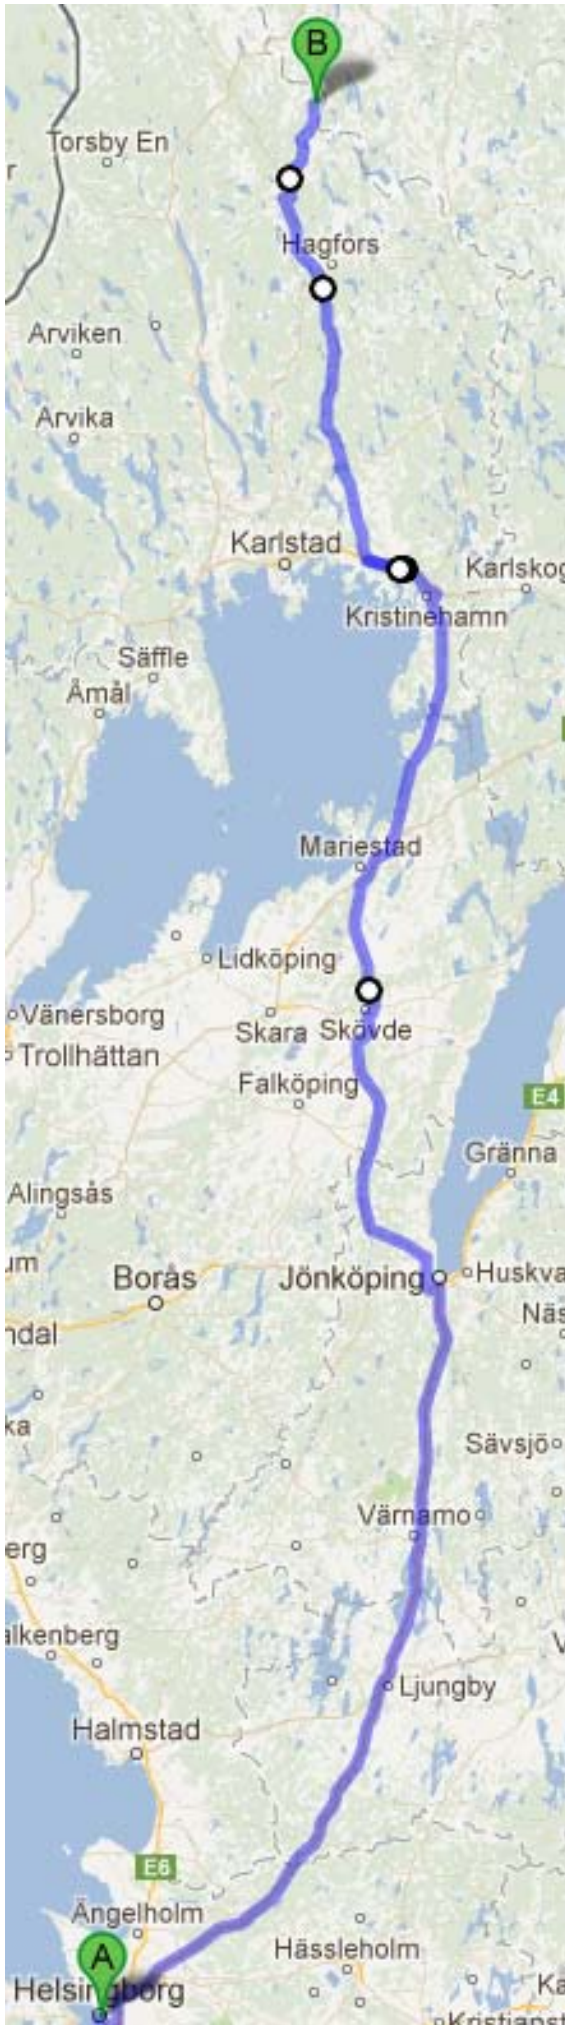 B
Torsby En
r
Hagfors
Arviken
Arvika
Karlstad
Karlskog
Kristinehamn
Säffle
Åmål
Mariestad
Lidköping
Vänersborg
Skara Skövde
Trollhättan
Falköping
E4
Gränna
Alingsås
um
Borås
Jönköping
Huskva
Näs
ndal
ka
Sävsjö
Värnamo
erg
alkenberg
V
Ljungby
Halmstad
E6
Ängelholm
A
Hässleholm
Helsingborg
Ka
Kristianst